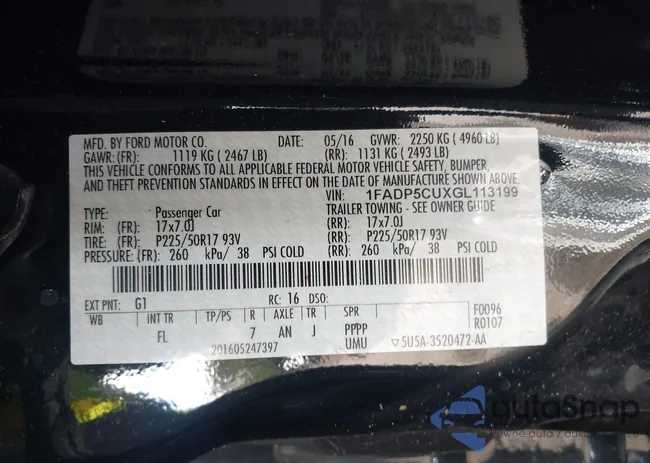 MFD. BY FORD MOTOR CO. DATE: 05/16 GVWR: 2250 KG ( 4960 LB)
GAWR: (FR): 1119 KG ( 2467 LB) (RR): 1131 KG ( 2493 LB)
THIS VEHICLE CONFORMS TO ALL APPLICABLE FEDERAL MOTOR VEHICLE SAFETY, BUMPER,
AND THEFT PREVENTION STANDARDS IN EFFECT ON THE DATE OF MANUFACTURE SHOWN ABOVE.
VIN: 1FADP5CUXGL113199
TYPE: Passenger Car TRAILER TOWING - SEE OWNER GUIDE
RIM: (FR): 17x7.0J (RR): 17x7.0J
TIRE: (FR): P225/50R17 93V (RR): P225/50R17 93V
PRESSURE: (FR): 260 kPa/ 38 PSI COLD (RR): 260 kPa/ 38 PSI COLD
EXT PNT: G1 RC: 16 DSO: F0096
WB INT TR TP/PS R AXLE TR SPR R0107
FL 7 AN J PPPP
201605247397 UMU ▽5U5A-3520472-AA
autoSnap